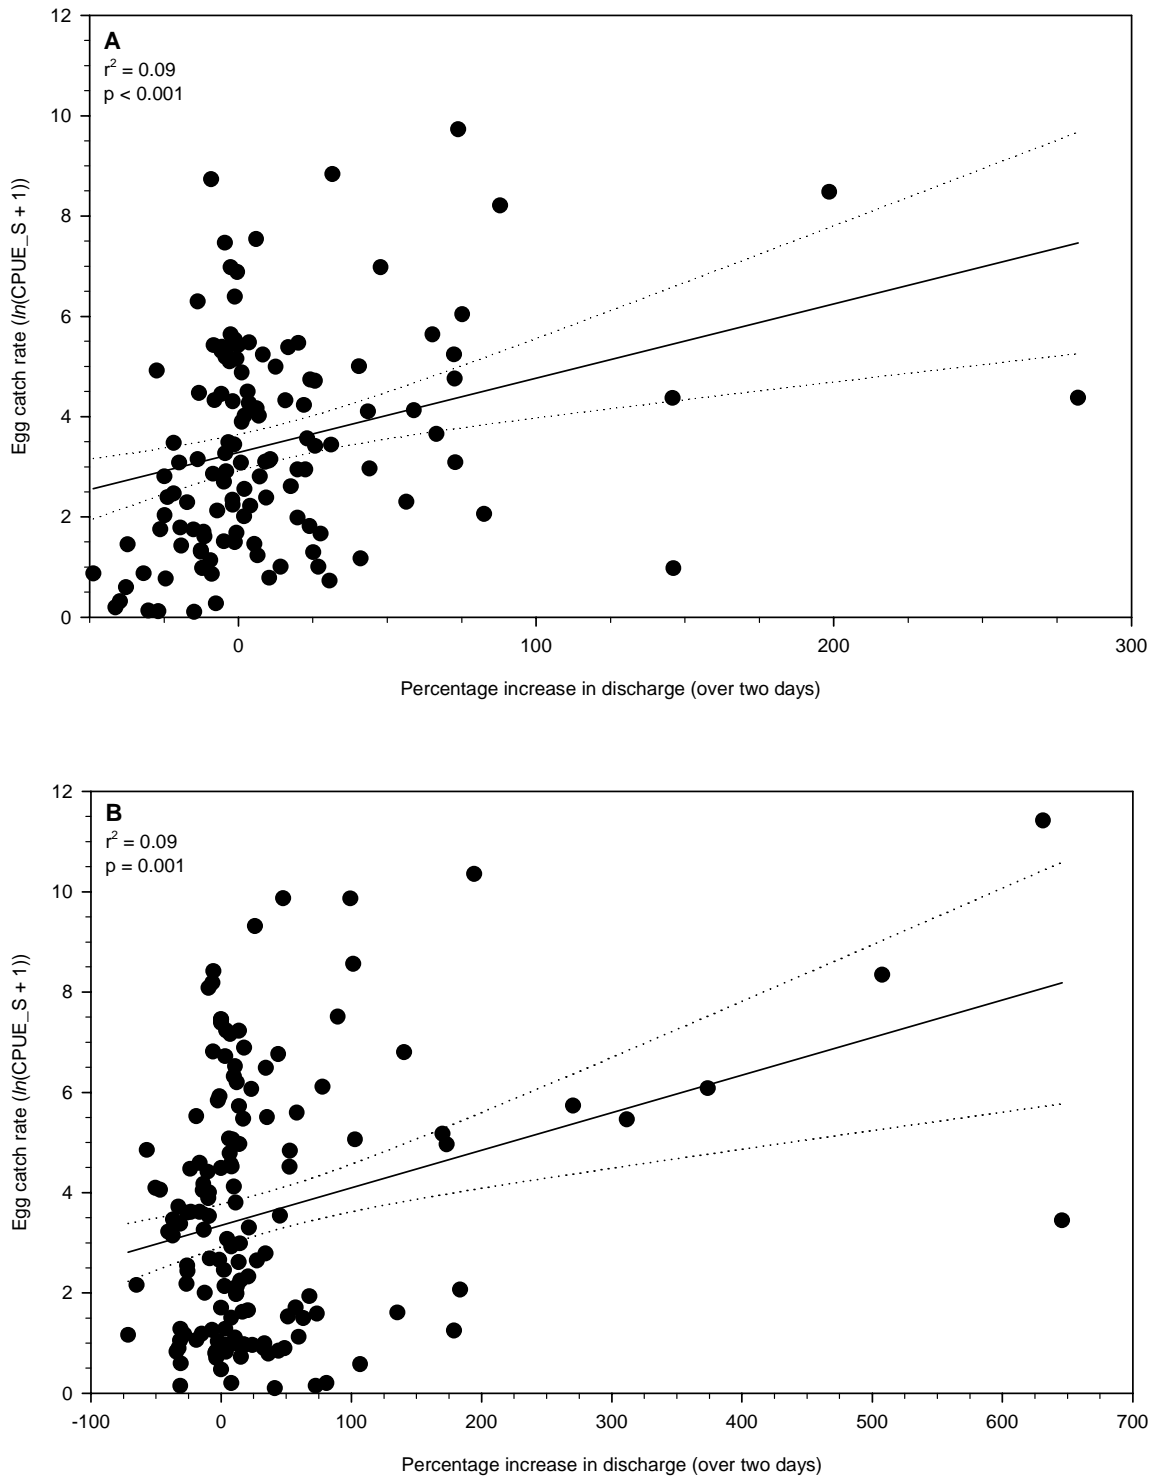 12
A
r² = 0.09
p < 0.001
10
8
6
4
2
0
Egg catch rate (ln(CPUE_S + 1))
0 100 200 300
Percentage increase in discharge (over two days)
12
B
r² = 0.09
p = 0.001
10
8
6
4
2
0
Egg catch rate (ln(CPUE_S + 1))
-100 0 100 200 300 400 500 600 700
Percentage increase in discharge (over two days)